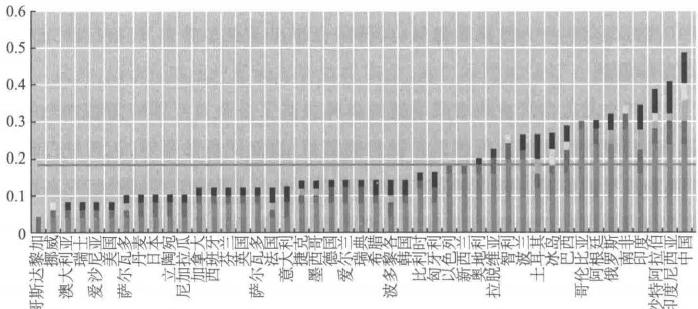 0.6
0.5
0.4
0.3
0.2
0.1
0
哥斯达黎加
挪威
澳大利亚
瑞士
爱沙尼亚
美国
萨尔瓦多
丹麦
日本
立陶宛
尼加拉瓜
加拿大
西班牙
芬兰
英国
萨尔瓦多
法国
意大利
捷克
墨西哥
德国
爱尔兰
瑞典
希腊
波多黎各
韩国
比利时
匈牙利
以色列
新西兰
奥地利
拉脱维亚
智利
波兰
土耳其
冰岛
巴西
哥伦比亚
阿根廷
俄罗斯
南非
印度
沙特阿拉伯
印度尼西亚
中国